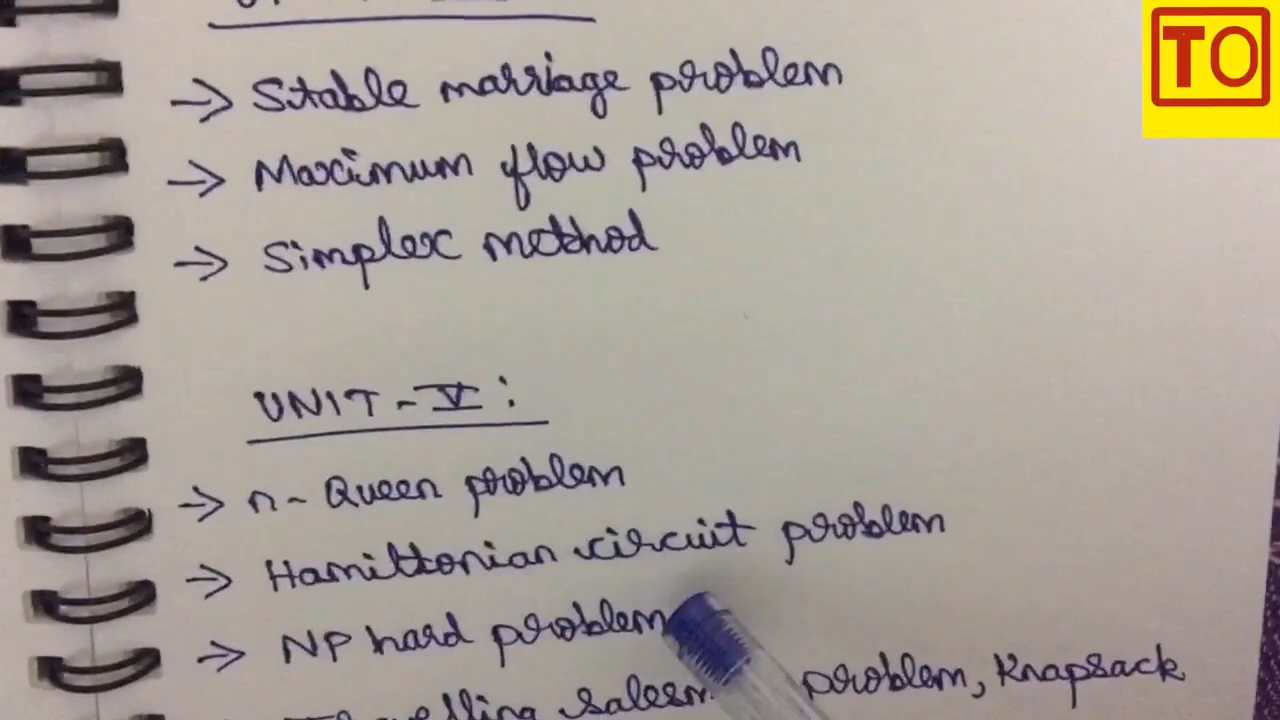 TO
→ Stable marriage problem
→ Maximum flow problem
→ Simplex method
UNIT - V :
→ n - Queen problem
→ Hamiltonian circuit problem
→ NP hard problem
problem, Knapsack